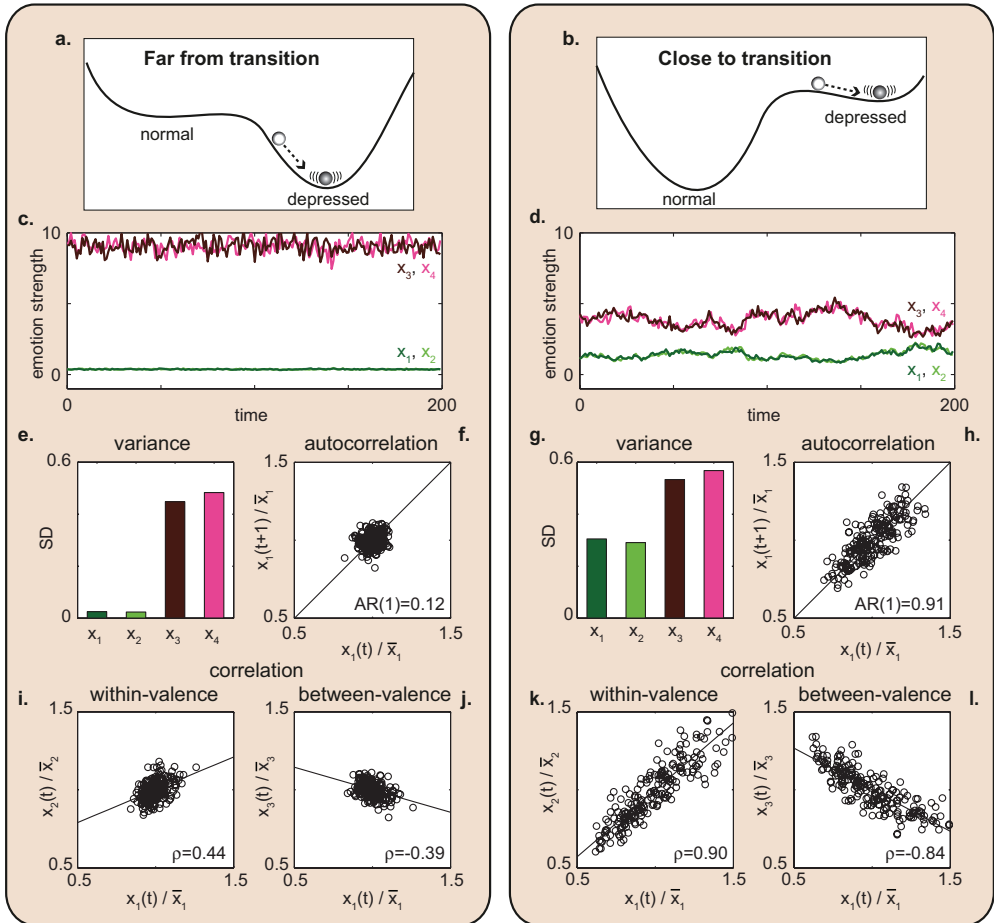 a.
Far from transition
normal
depressed
c.
emotion strength
10
0
x3, x4
x1, x2
0
time
200
e.
variance
SD
0.6
0
x1
x2
x3
x4
autocorrelation
f.
x1(t+1) / x̄1
1.5
0.5
AR(1)=0.12
0.5
1.5
x1(t) / x̄1
correlation
i.
within-valence
x2(t) / x̄2
1.5
0.5
ρ=0.44
0.5
1.5
x1(t) / x̄1
between-valence
j.
x3(t) / x̄3
1.5
0.5
ρ=-0.39
0.5
1.5
x1(t) / x̄1
b.
Close to transition
depressed
normal
d.
emotion strength
10
0
x3, x4
x1, x2
0
time
200
g.
variance
SD
0.6
0
x1
x2
x3
x4
autocorrelation
h.
x1(t+1) / x̄1
1.5
0.5
AR(1)=0.91
0.5
1.5
x1(t) / x̄1
correlation
k.
within-valence
x2(t) / x̄2
1.5
0.5
ρ=0.90
0.5
1.5
x1(t) / x̄1
between-valence
l.
x3(t) / x̄3
1.5
0.5
ρ=-0.84
0.5
1.5
x1(t) / x̄1